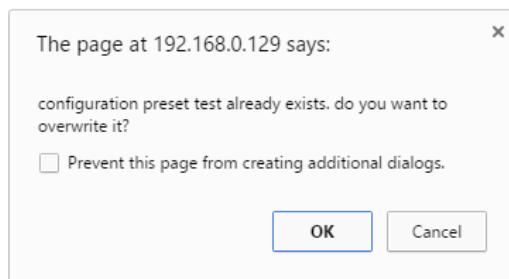 The page at 192.168.0.129 says:
configuration preset test already exists. do you want to
overwrite it?
Prevent this page from creating additional dialogs.
OK Cancel